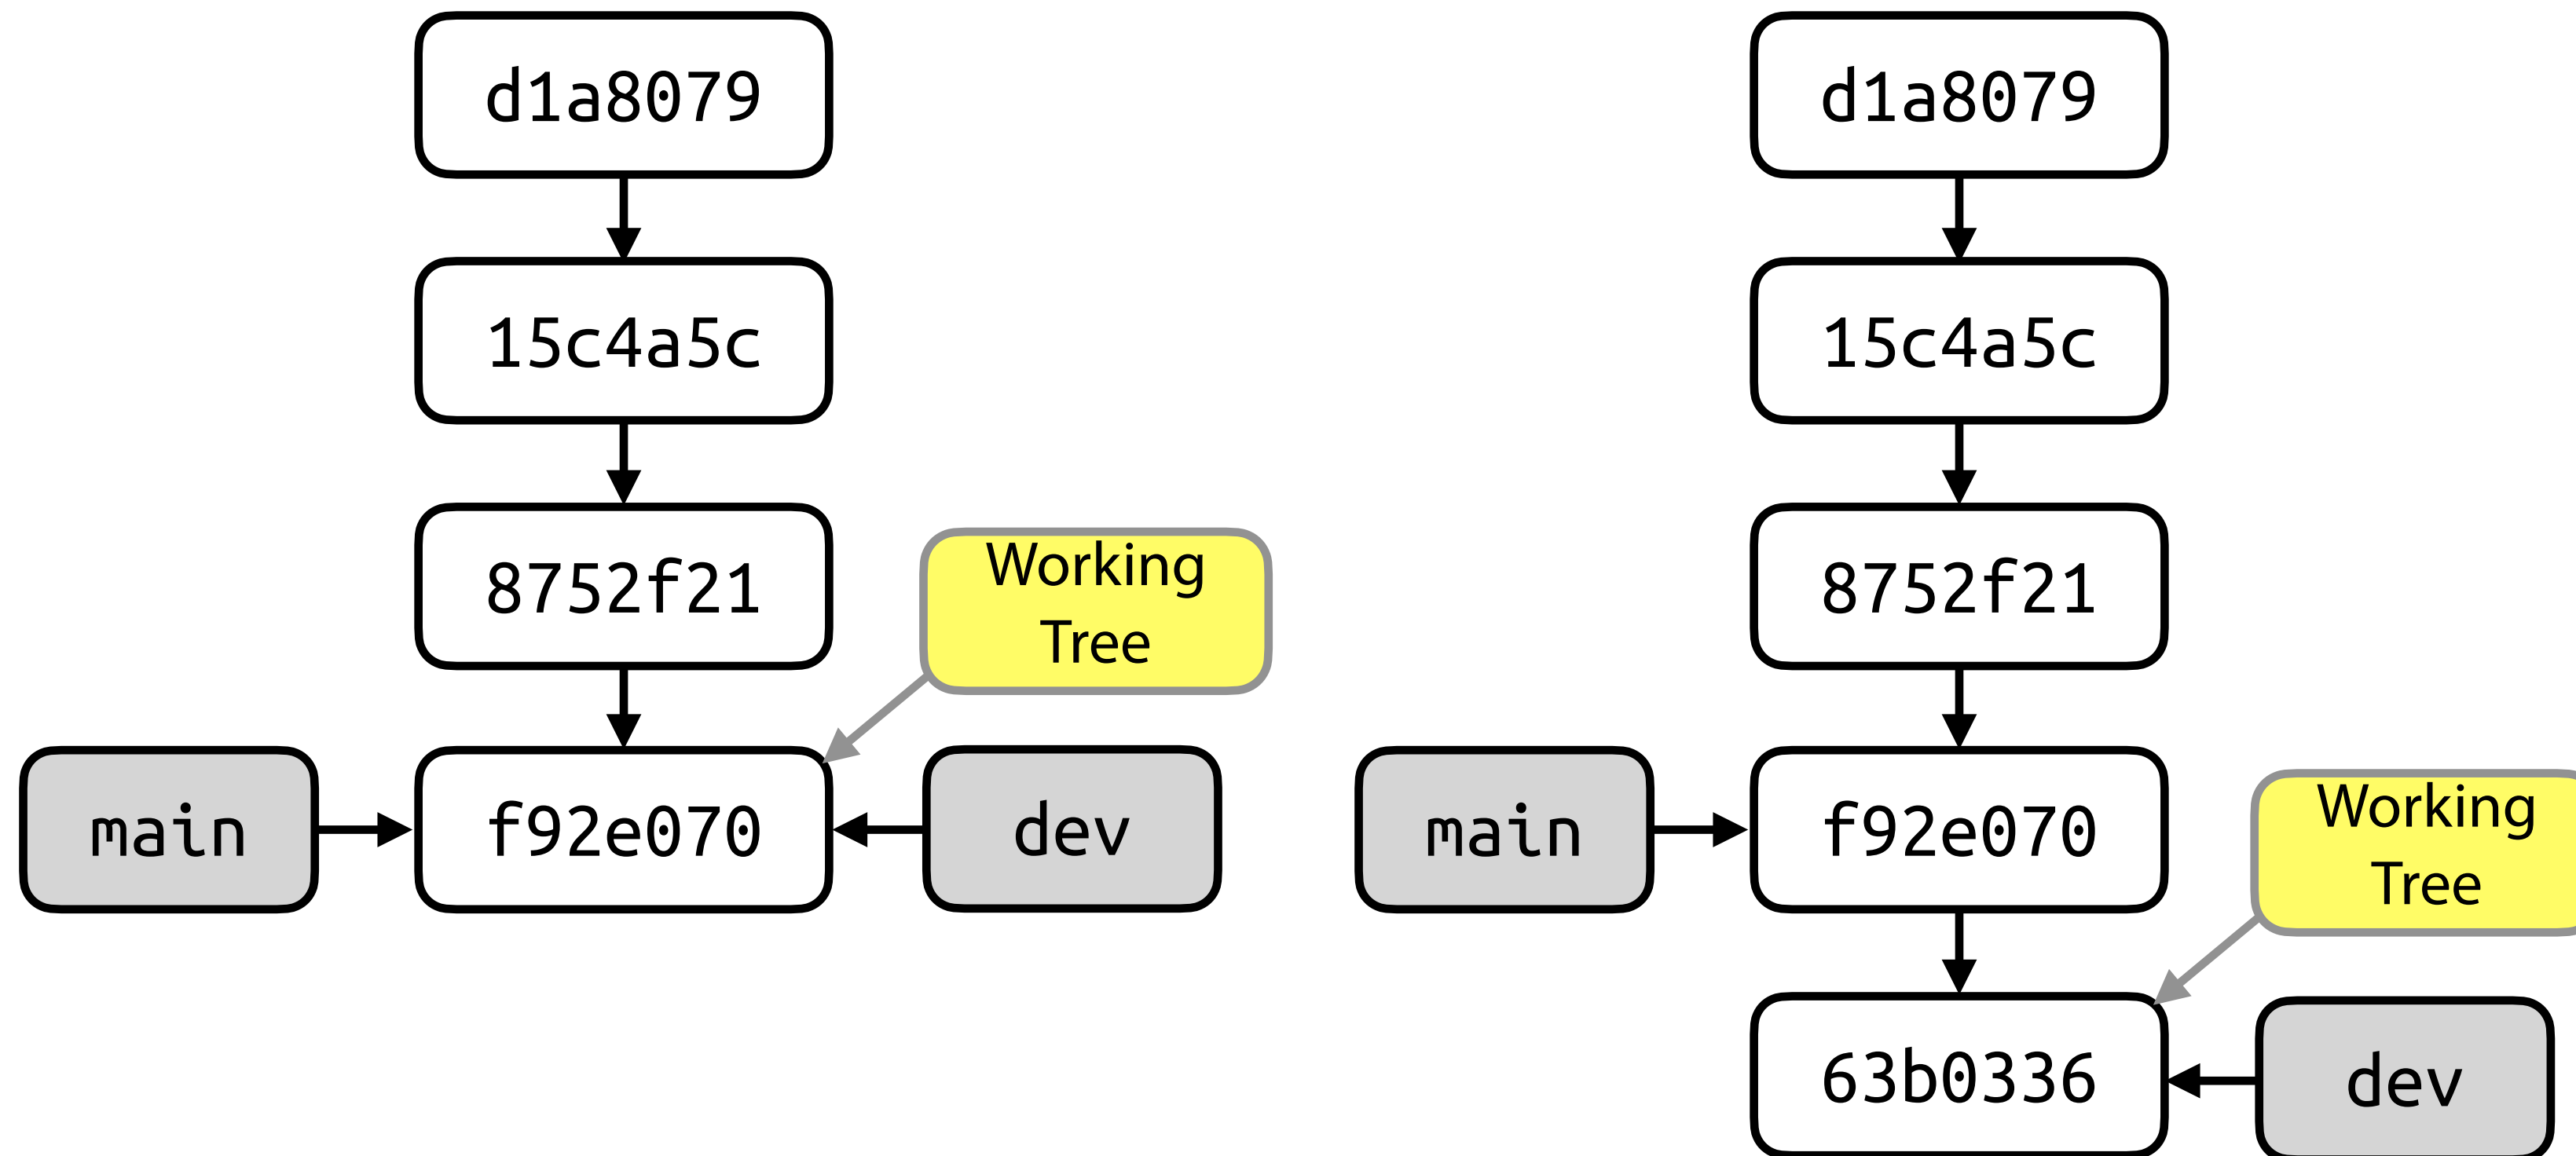 d1a8079
15c4a5c
8752f21
Working
Tree
main
f92e070
dev
d1a8079
15c4a5c
8752f21
main
f92e070
Working
Tree
63b0336
dev